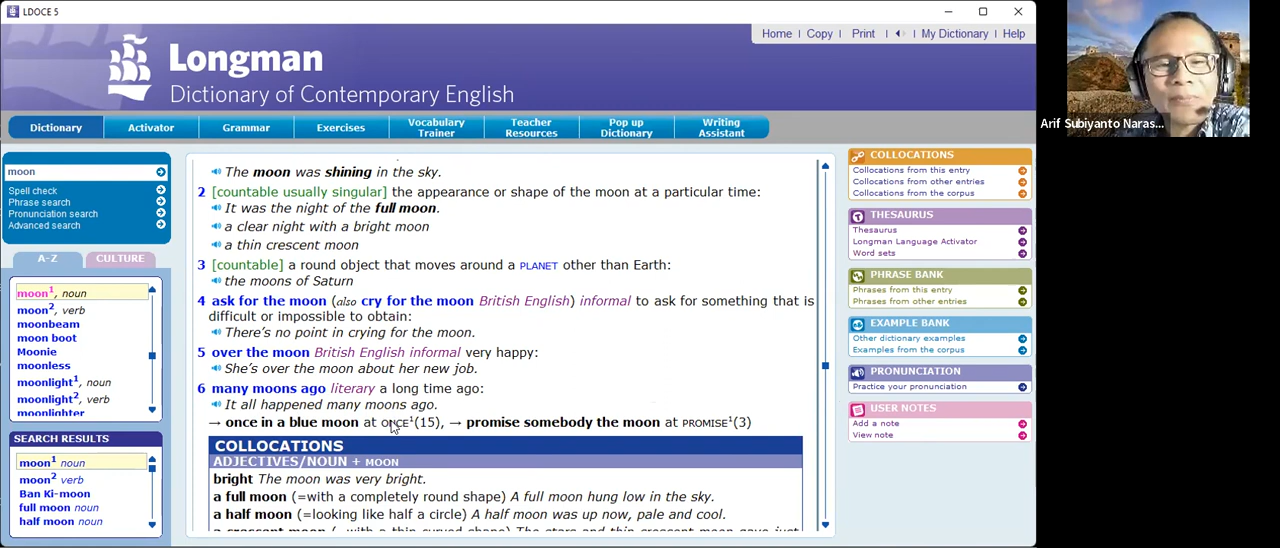 LDOCE 5
Home | Copy | Print | My Dictionary | Help
Longman
Dictionary of Contemporary English
Dictionary
Activator
Grammar
Exercises
Vocabulary
Trainer
Teacher
Resources
Pop up
Dictionary
Writing
Assistant
moon
Spell check
Phrase search
Pronunciation search
Advanced search
A-Z
CULTURE
moon1, noun
moon2, verb
moonbeam
moon boot
Moonie
moonless
moonlight1, noun
moonlight2, verb
moonlighter
SEARCH RESULTS
moon1 noun
moon2 verb
Ban Ki-moon
full moon noun
half moon noun
The moon was shining in the sky.
2 [countable usually singular] the appearance or shape of the moon at a particular time:
It was the night of the full moon.
a clear night with a bright moon
a thin crescent moon
3 [countable] a round object that moves around a PLANET other than Earth:
the moons of Saturn
4 ask for the moon (also cry for the moon British English) informal to ask for something that is
difficult or impossible to obtain:
There's no point in crying for the moon.
5 over the moon British English informal very happy:
She's over the moon about her new job.
6 many moons ago literary a long time ago:
It all happened many moons ago.
→ once in a blue moon at ONCE1(15), → promise somebody the moon at PROMISE1(3)
COLLOCATIONS
ADJECTIVES/NOUN + MOON
bright The moon was very bright.
a full moon (=with a completely round shape) A full moon hung low in the sky.
a half moon (=looking like half a circle) A half moon was up now, pale and cool.
a crescent moon (=with a thin curved shape) The stars and thin crescent moon gave just
COLLOCATIONS
Collocations from this entry
Collocations from other entries
Collocations from the corpus
THESAURUS
Thesaurus
Longman Language Activator
Word sets
PHRASE BANK
Phrases from this entry
Phrases from other entries
EXAMPLE BANK
Other dictionary examples
Examples from the corpus
PRONUNCIATION
Practice your pronunciation
USER NOTES
Add a note
View note
Arif Subiyanto Naras...